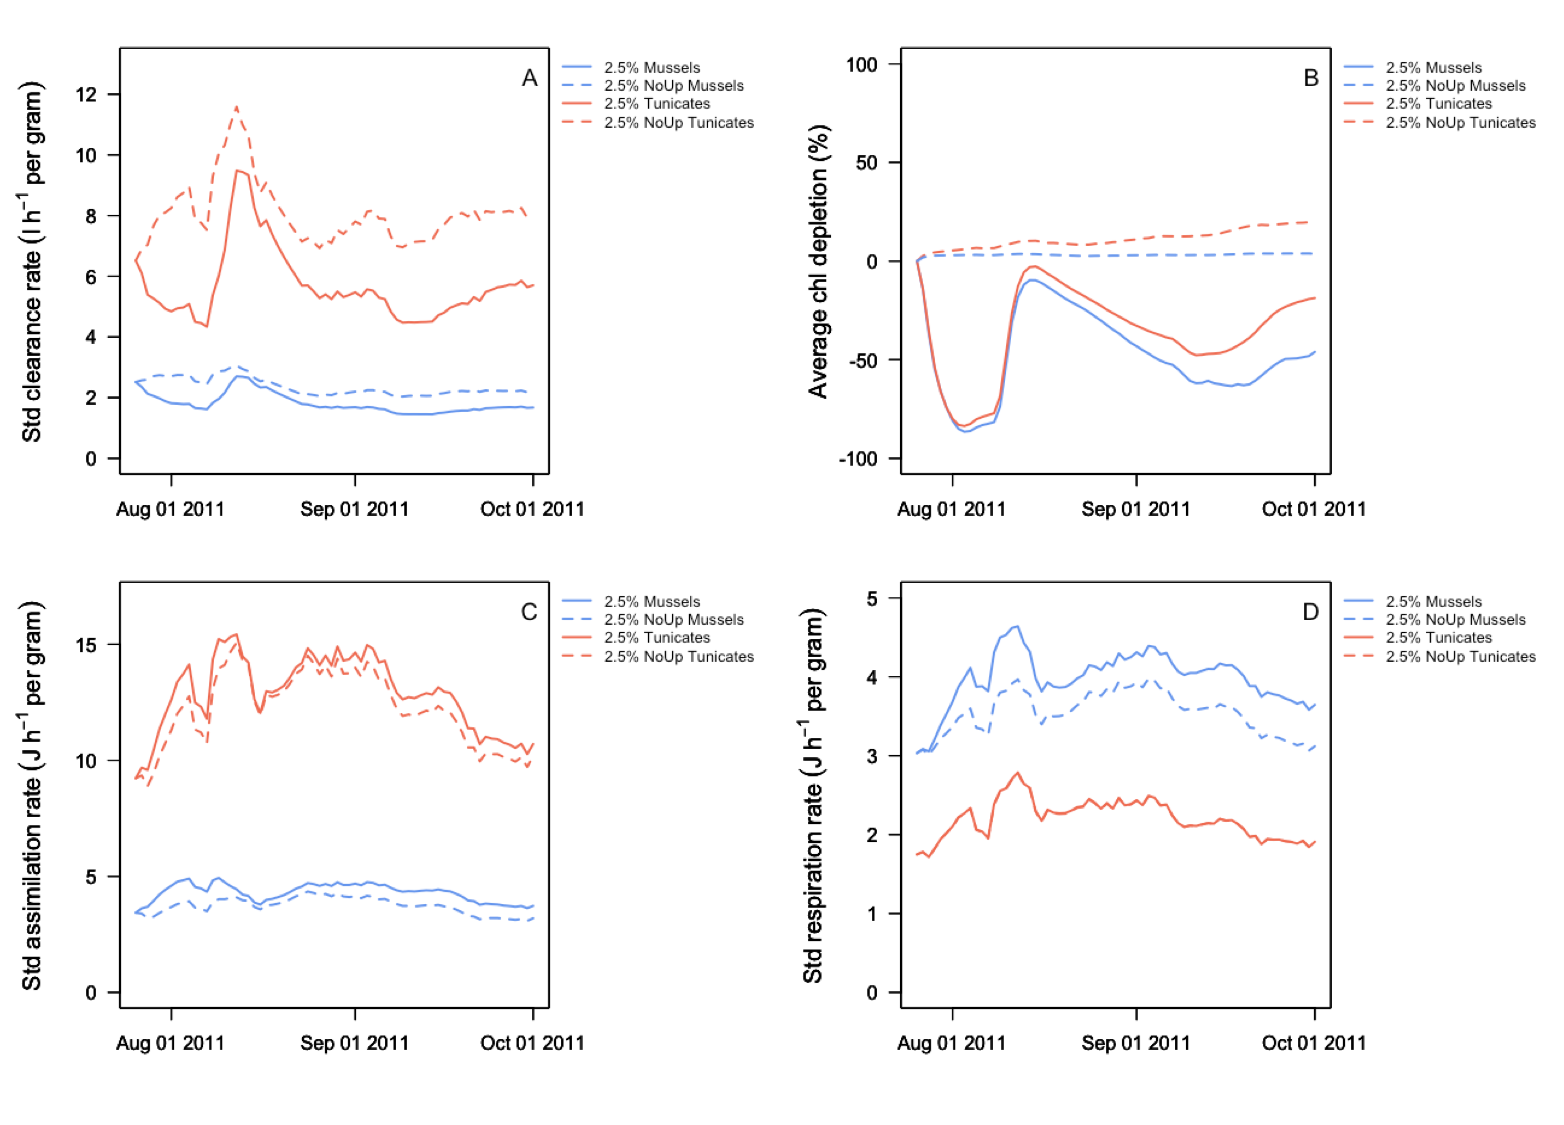 A
Std clearance rate (l h⁻¹ per gram)
12
10
8
6
4
2
0
Aug 01 2011
Sep 01 2011
Oct 01 2011
2.5% Mussels
2.5% NoUp Mussels
2.5% Tunicates
2.5% NoUp Tunicates
B
Average chl depletion (%)
100
50
0
-50
-100
Aug 01 2011
Sep 01 2011
Oct 01 2011
2.5% Mussels
2.5% NoUp Mussels
2.5% Tunicates
2.5% NoUp Tunicates
C
Std assimilation rate (J h⁻¹ per gram)
15
10
5
0
Aug 01 2011
Sep 01 2011
Oct 01 2011
2.5% Mussels
2.5% NoUp Mussels
2.5% Tunicates
2.5% NoUp Tunicates
D
Std respiration rate (J h⁻¹ per gram)
5
4
3
2
1
0
Aug 01 2011
Sep 01 2011
Oct 01 2011
2.5% Mussels
2.5% NoUp Mussels
2.5% Tunicates
2.5% NoUp Tunicates